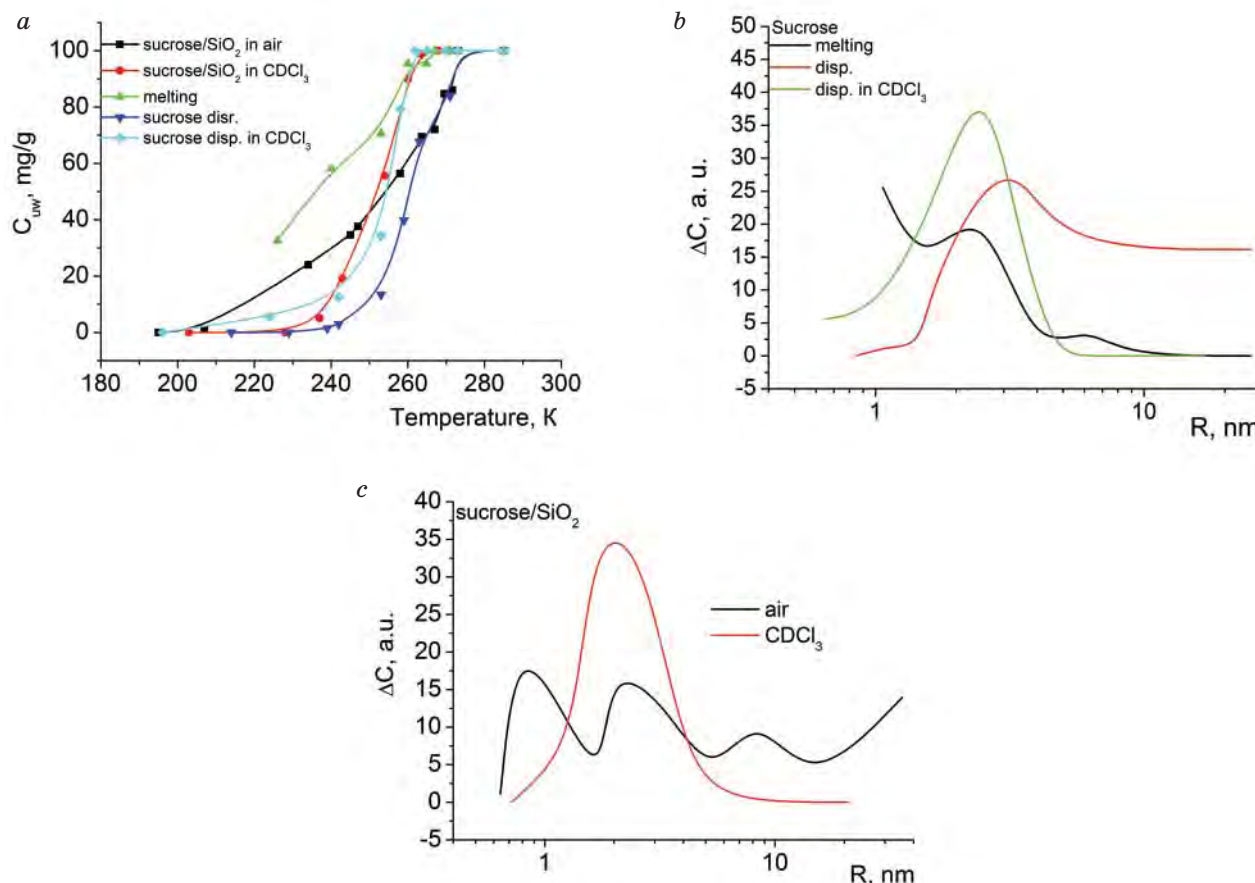 a
100
80
60
40
20
0
sucrose/SiO₂ in air
sucrose/SiO₂ in CDCl₃
melting
sucrose disr.
sucrose disp. in CDCl₃
C_uw, mg/g
180 200 220 240 260 280 300
Temperature, K
b
50
45
40
35
30
25
20
15
10
5
0
-5
Sucrose
melting
disp.
disp. in CDCl₃
ΔC, a. u.
1 10
R, nm
c
40
35
30
25
20
15
10
5
0
-5
sucrose/SiO₂
air
CDCl₃
ΔC, a.u.
1 10
R, nm